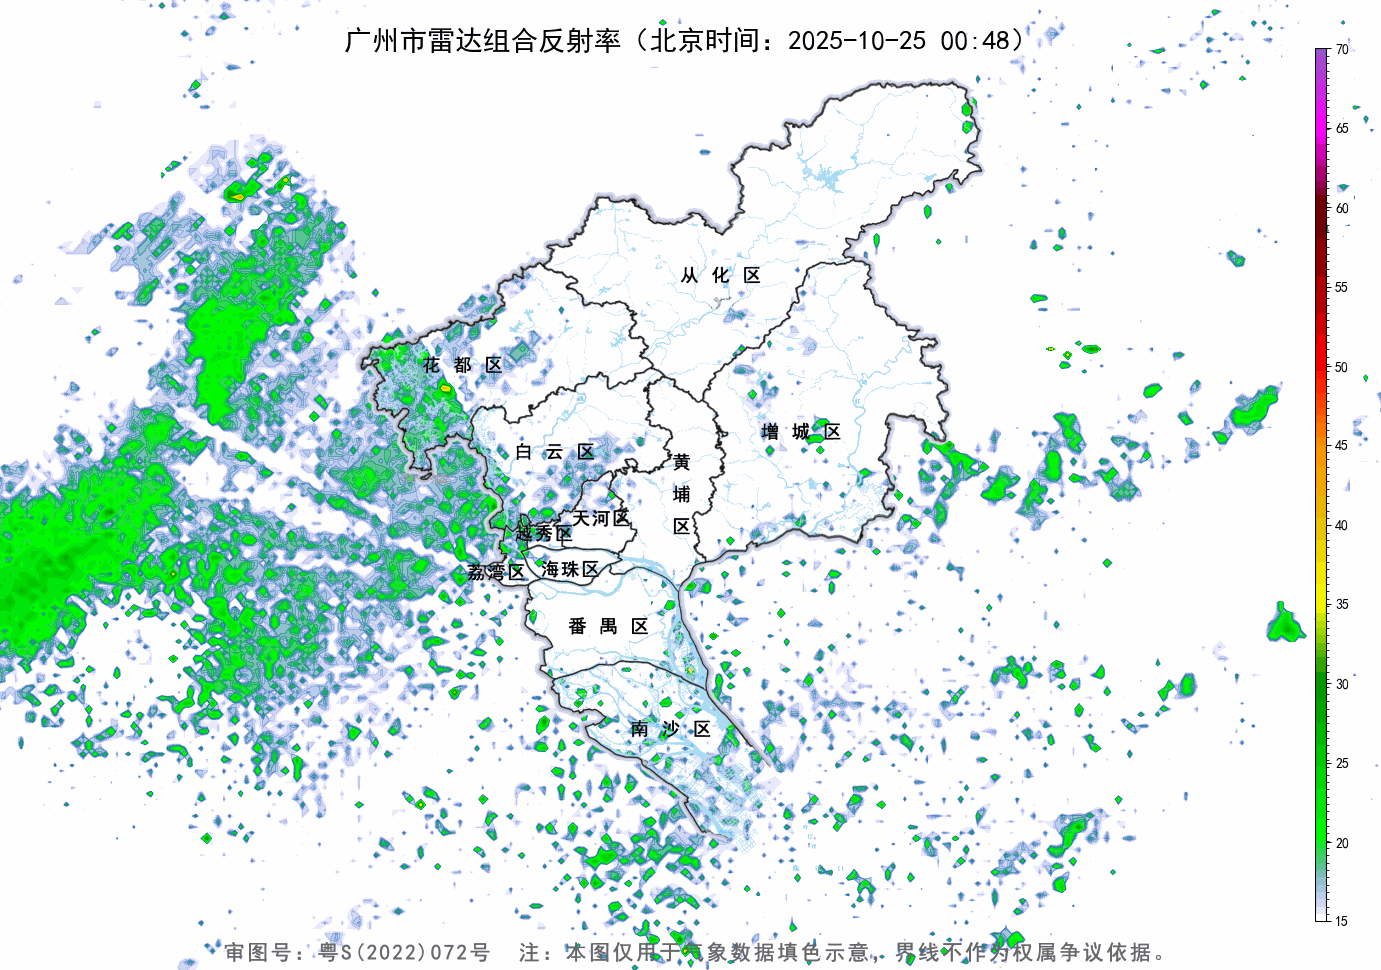 广州市雷达组合反射率（北京时间：2025-10-25 00:48）
70
65
60
55
50
45
40
35
30
25
20
15
从化区
花都区
增城区
白云区
黄埔区
天河区
越秀区
荔湾区
海珠区
番禺区
南沙区
审图号：粤S(2022)072号 注：本图仅用于气象数据填色示意，界线不作为权属争议依据。